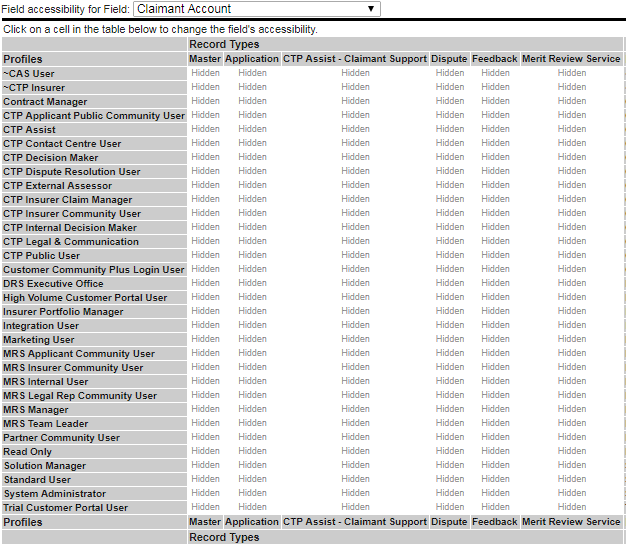 Field accessibility for Field: Claimant Account
Click on a cell in the table below to change the field's accessibility.
Record Types
Profiles Master Application CTP Assist - Claimant Support Dispute Feedback Merit Review Service
~CAS User Hidden Hidden Hidden Hidden Hidden Hidden
~CTP Insurer Hidden Hidden Hidden Hidden Hidden Hidden
Contract Manager Hidden Hidden Hidden Hidden Hidden Hidden
CTP Applicant Public Community User Hidden Hidden Hidden Hidden Hidden Hidden
CTP Assist Hidden Hidden Hidden Hidden Hidden Hidden
CTP Contact Centre User Hidden Hidden Hidden Hidden Hidden Hidden
CTP Decision Maker Hidden Hidden Hidden Hidden Hidden Hidden
CTP Dispute Resolution User Hidden Hidden Hidden Hidden Hidden Hidden
CTP External Assessor Hidden Hidden Hidden Hidden Hidden Hidden
CTP Insurer Claim Manager Hidden Hidden Hidden Hidden Hidden Hidden
CTP Insurer Community User Hidden Hidden Hidden Hidden Hidden Hidden
CTP Internal Decision Maker Hidden Hidden Hidden Hidden Hidden Hidden
CTP Legal & Communication Hidden Hidden Hidden Hidden Hidden Hidden
CTP Public User Hidden Hidden Hidden Hidden Hidden Hidden
Customer Community Plus Login User Hidden Hidden Hidden Hidden Hidden Hidden
DRS Executive Office Hidden Hidden Hidden Hidden Hidden Hidden
High Volume Customer Portal User Hidden Hidden Hidden Hidden Hidden Hidden
Insurer Portfolio Manager Hidden Hidden Hidden Hidden Hidden Hidden
Integration User Hidden Hidden Hidden Hidden Hidden Hidden
Marketing User Hidden Hidden Hidden Hidden Hidden Hidden
MRS Applicant Community User Hidden Hidden Hidden Hidden Hidden Hidden
MRS Insurer Community User Hidden Hidden Hidden Hidden Hidden Hidden
MRS Internal User Hidden Hidden Hidden Hidden Hidden Hidden
MRS Legal Rep Community User Hidden Hidden Hidden Hidden Hidden Hidden
MRS Manager Hidden Hidden Hidden Hidden Hidden Hidden
MRS Team Leader Hidden Hidden Hidden Hidden Hidden Hidden
Partner Community User Hidden Hidden Hidden Hidden Hidden Hidden
Read Only Hidden Hidden Hidden Hidden Hidden Hidden
Solution Manager Hidden Hidden Hidden Hidden Hidden Hidden
Standard User Hidden Hidden Hidden Hidden Hidden Hidden
System Administrator Hidden Hidden Hidden Hidden Hidden Hidden
Trial Customer Portal User Hidden Hidden Hidden Hidden Hidden Hidden
Profiles Master Application CTP Assist - Claimant Support Dispute Feedback Merit Review Service
Record Types